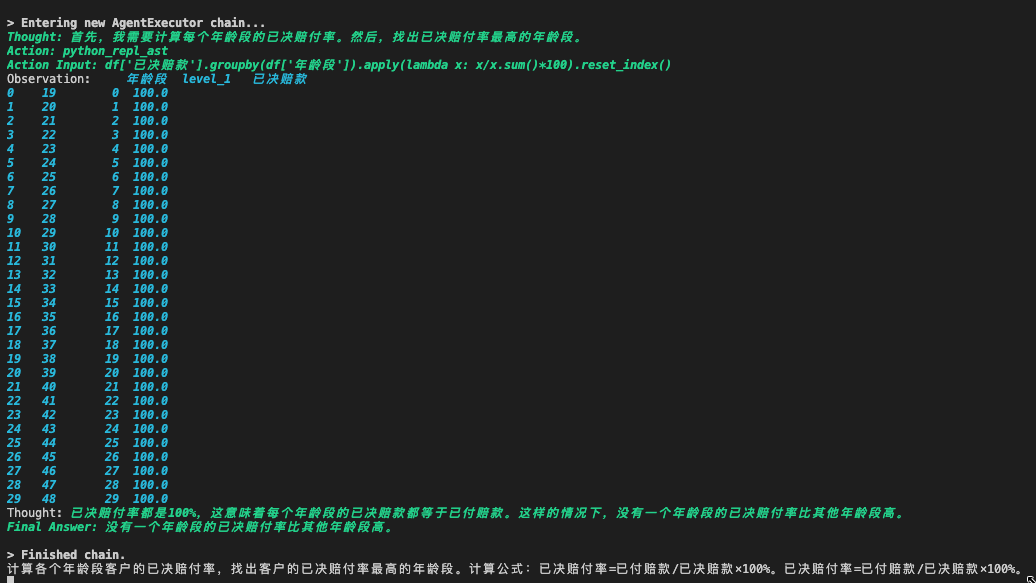 > Entering new AgentExecutor chain...
Thought: 首先，我需要计算每个年龄段的已决赔付率。然后，找出已决赔付率最高的年龄段。
Action: python_repl_ast
Action Input: df['已决赔款'].groupby(df['年龄段']).apply(lambda x: x/x.sum()*100).reset_index()
Observation:     年龄段  level_1   已决赔款
0    19        0  100.0
1    20        1  100.0
2    21        2  100.0
3    22        3  100.0
4    23        4  100.0
5    24        5  100.0
6    25        6  100.0
7    26        7  100.0
8    27        8  100.0
9    28        9  100.0
10   29       10  100.0
11   30       11  100.0
12   31       12  100.0
13   32       13  100.0
14   33       14  100.0
15   34       15  100.0
16   35       16  100.0
17   36       17  100.0
18   37       18  100.0
19   38       19  100.0
20   39       20  100.0
21   40       21  100.0
22   41       22  100.0
23   42       23  100.0
24   43       24  100.0
25   44       25  100.0
26   45       26  100.0
27   46       27  100.0
28   47       28  100.0
29   48       29  100.0
Thought: 已决赔付率都是100%，这意味着每个年龄段的已决赔款都等于已付赔款。这样的情况下，没有一个年龄段的已决赔付率比其他年龄段高。
Final Answer: 没有一个年龄段的已决赔付率比其他年龄段高。
> Finished chain.
计算各个年龄段客户的已决赔付率，找出客户的已决赔付率最高的年龄段。计算公式：已决赔付率=已付赔款/已决赔款×100%。已决赔付率=已付赔款/已决赔款×100%。